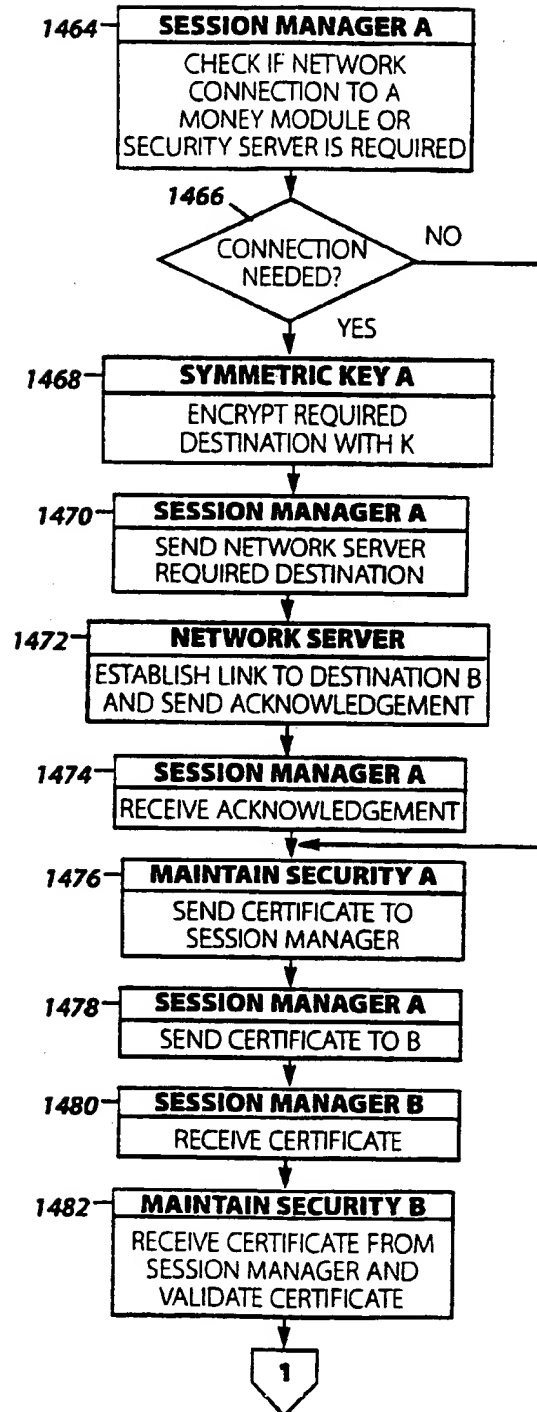 1464
SESSION MANAGER A
CHECK IF NETWORK
CONNECTION TO A
MONEY MODULE OR
SECURITY SERVER IS REQUIRED
1466
CONNECTION
NEEDED?
NO
YES
1468
SYMMETRIC KEY A
ENCRYPT REQUIRED
DESTINATION WITH K
1470
SESSION MANAGER A
SEND NETWORK SERVER
REQUIRED DESTINATION
1472
NETWORK SERVER
ESTABLISH LINK TO DESTINATION B
AND SEND ACKNOWLEDGEMENT
1474
SESSION MANAGER A
RECEIVE ACKNOWLEDGEMENT
1476
MAINTAIN SECURITY A
SEND CERTIFICATE TO
SESSION MANAGER
1478
SESSION MANAGER A
SEND CERTIFICATE TO B
1480
SESSION MANAGER B
RECEIVE CERTIFICATE
1482
MAINTAIN SECURITY B
RECEIVE CERTIFICATE FROM
SESSION MANAGER AND
VALIDATE CERTIFICATE
1